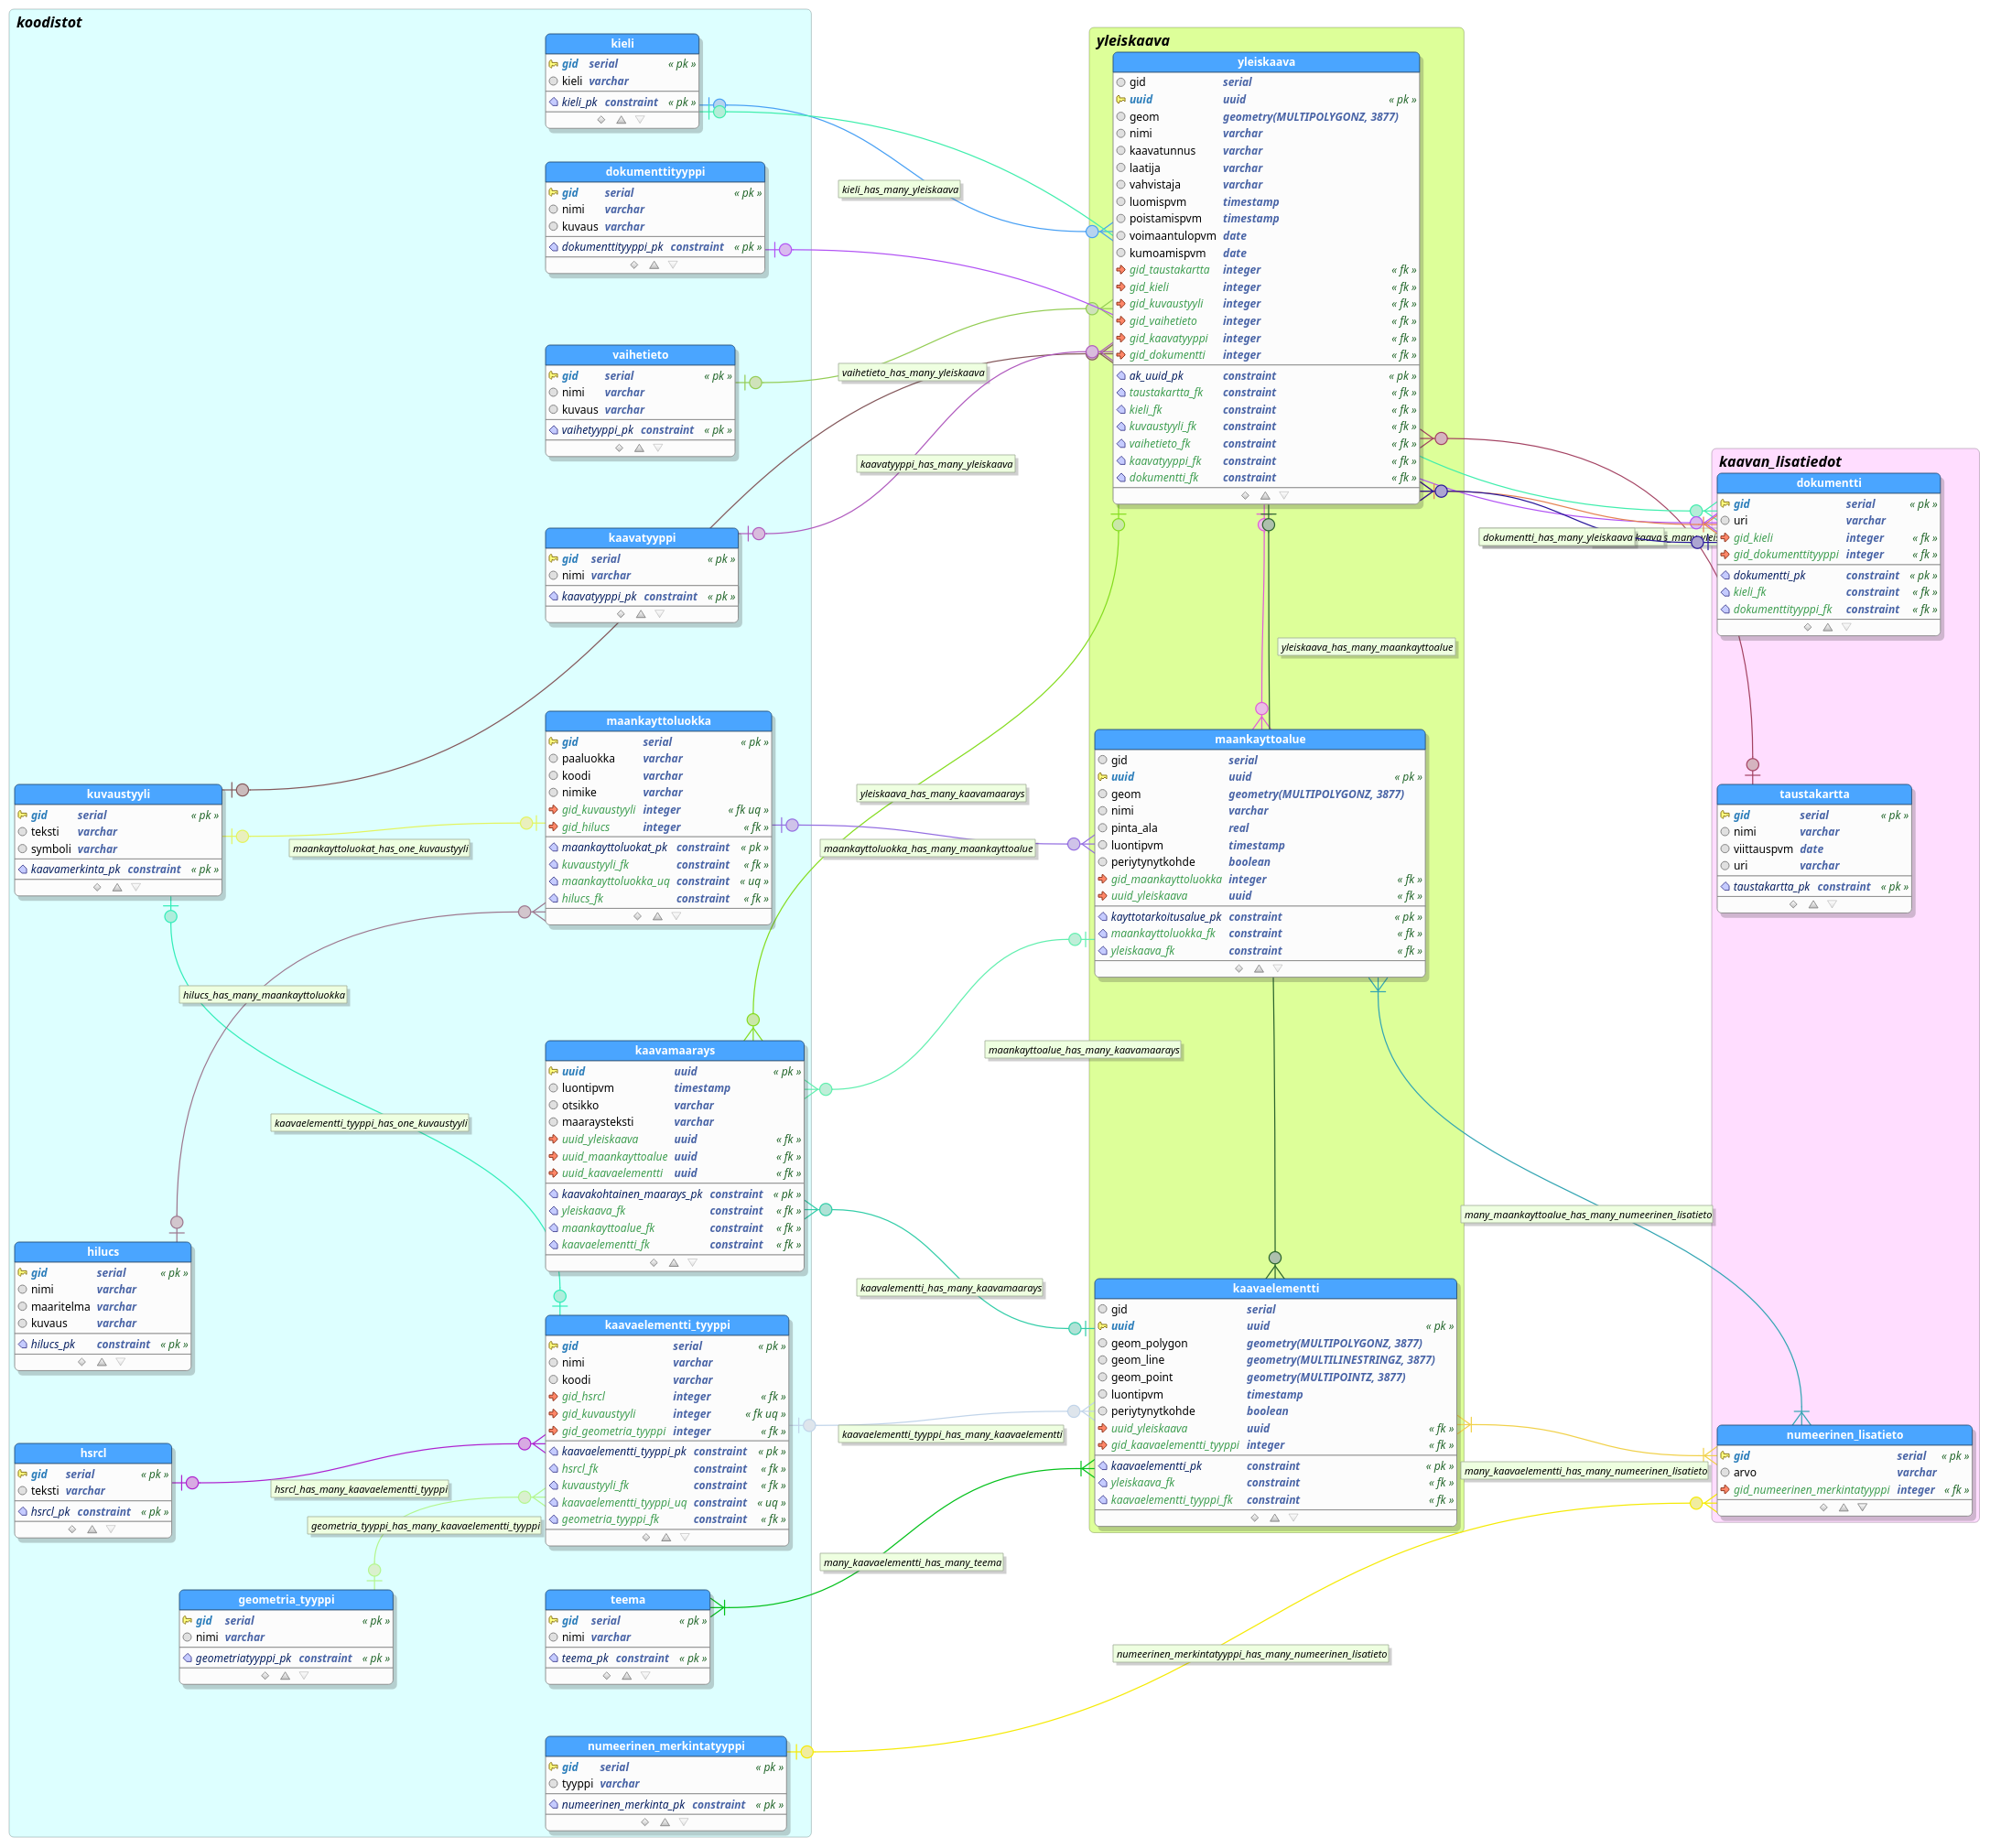 koodistot
kieli
gid serial « pk »
kieli varchar
kieli_pk constraint « pk »
dokumenttityyppi
gid serial « pk »
nimi varchar
kuvaus varchar
dokumenttityyppi_pk constraint « pk »
vaihetieto
gid serial « pk »
nimi varchar
kuvaus varchar
vaihetyyppi_pk constraint « pk »
kaavatyyppi
gid serial « pk »
nimi varchar
kaavatyyppi_pk constraint « pk »
maankayttoluokka
gid serial « pk »
paaluokka varchar
koodi varchar
nimike varchar
gid_kuvaustyyli integer « fk uq »
gid_hilucs integer « fk »
maankayttoluokat_pk constraint « pk »
kuvaustyyli_fk constraint « fk »
maankayttoluokka_uq constraint « uq »
hilucs_fk constraint « fk »
kuvaustyyli
gid serial « pk »
teksti varchar
symboli varchar
kaavamerkinta_pk constraint « pk »
maankayttoluokat_has_one_kuvaustyyli
hilucs_has_many_maankayttoluokka
kaavaelementti_tyyppi_has_one_kuvaustyyli
kaavamaarays
uuid uuid « pk »
luontipvm timestamp
otsikko varchar
maaraysteksti varchar
uuid_yleiskaava uuid « fk »
uuid_maankayttoalue uuid « fk »
uuid_kaavaelementti uuid « fk »
kaavakohtainen_maarays_pk constraint « pk »
yleiskaava_fk constraint « fk »
maankayttoalue_fk constraint « fk »
kaavaelementti_fk constraint « fk »
hilucs
gid serial « pk »
nimi varchar
maaritelma varchar
kuvaus varchar
hilucs_pk constraint « pk »
kaavaelementti_tyyppi
gid serial « pk »
nimi varchar
koodi varchar
gid_hsrcl integer « fk »
gid_kuvaustyyli integer « fk uq »
gid_geometria_tyyppi integer « fk »
kaavaelementti_tyyppi_pk constraint « pk »
hsrcl_fk constraint « fk »
kuvaustyyli_fk constraint « fk »
kaavaelementti_tyyppi_uq constraint « uq »
geometria_tyyppi_fk constraint « fk »
hsrcl
gid serial « pk »
teksti varchar
hsrcl_pk constraint « pk »
hsrcl_has_many_kaavaelementti_tyyppi
geometria_tyyppi_has_many_kaavaelementti_tyyppi
geometria_tyyppi
gid serial « pk »
nimi varchar
geometriatyyppi_pk constraint « pk »
teema
gid serial « pk »
nimi varchar
teema_pk constraint « pk »
numeerinen_merkintatyyppi
gid serial « pk »
tyyppi varchar
numeerinen_merkinta_pk constraint « pk »
kieli_has_many_yleiskaava
vaihetieto_has_many_yleiskaava
kaavatyyppi_has_many_yleiskaava
yleiskaava_has_many_kaavamaarays
maankayttoluokka_has_many_maankayttoalue
maankayttoalue_has_many_kaavamaarays
kaavalementti_has_many_kaavamaarays
kaavaelementti_tyyppi_has_many_kaavaelementti
many_kaavaelementti_has_many_teema
numeerinen_merkintatyyppi_has_many_numeerinen_lisatieto
yleiskaava
yleiskaava
gid serial
uuid uuid « pk »
geom geometry(MULTIPOLYGONZ, 3877)
nimi varchar
kaavatunnus varchar
laatija varchar
vahvistaja varchar
luomispvm timestamp
poistamispvm timestamp
voimaantulopvm date
kumoamispvm date
gid_taustakartta integer « fk »
gid_kieli integer « fk »
gid_kuvaustyyli integer « fk »
gid_vaihetieto integer « fk »
gid_kaavatyyppi integer « fk »
gid_dokumentti integer « fk »
ak_uuid_pk constraint « pk »
taustakartta_fk constraint « fk »
kieli_fk constraint « fk »
kuvaustyyli_fk constraint « fk »
vaihetieto_fk constraint « fk »
kaavatyyppi_fk constraint « fk »
dokumentti_fk constraint « fk »
yleiskaava_has_many_maankayttoalue
maankayttoalue
gid serial
uuid uuid « pk »
geom geometry(MULTIPOLYGONZ, 3877)
nimi varchar
pinta_ala real
luontipvm timestamp
periytynytkohde boolean
gid_maankayttoluokka integer « fk »
uuid_yleiskaava uuid « fk »
kayttotarkoitusalue_pk constraint « pk »
maankayttoluokka_fk constraint « fk »
yleiskaava_fk constraint « fk »
kaavaelementti
gid serial
uuid uuid « pk »
geom_polygon geometry(MULTIPOLYGONZ, 3877)
geom_line geometry(MULTILINESTRINGZ, 3877)
geom_point geometry(MULTIPOINTZ, 3877)
luontipvm timestamp
periytynytkohde boolean
uuid_yleiskaava uuid « fk »
gid_kaavaelementti_tyyppi integer « fk »
kaavaelementti_pk constraint « pk »
yleiskaava_fk constraint « fk »
kaavaelementti_tyyppi_fk constraint « fk »
dokumentti_has_many_yleiskaava
many_maankayttoalue_has_many_numeerinen_lisatieto
many_kaavaelementti_has_many_numeerinen_lisatieto
kaavan_lisatiedot
dokumentti
gid serial « pk »
uri varchar
gid_kieli integer « fk »
gid_dokumenttityyppi integer « fk »
dokumentti_pk constraint « pk »
kieli_fk constraint « fk »
dokumenttityyppi_fk constraint « fk »
taustakartta
gid serial « pk »
nimi varchar
viittauspvm date
uri varchar
taustakartta_pk constraint « pk »
numeerinen_lisatieto
gid serial « pk »
arvo varchar
gid_numeerinen_merkintatyyppi integer « fk »